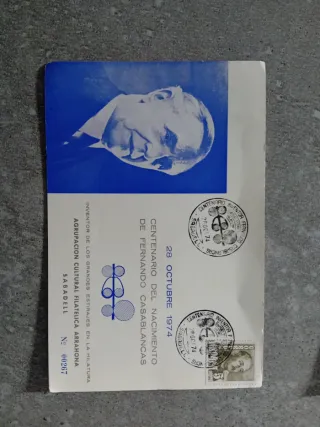 28 OCTUBRE 1974
CENTENARIO DEL NACIMIENTO
DE FERNANDO CASABLANCAS
INVENTOR DE LOS GRANDES ESTIRAJES, EN LA HILATURA
AGRUPACION CULTURAL FILATELICA ARRAHONA
SABADELL
Nº 00267